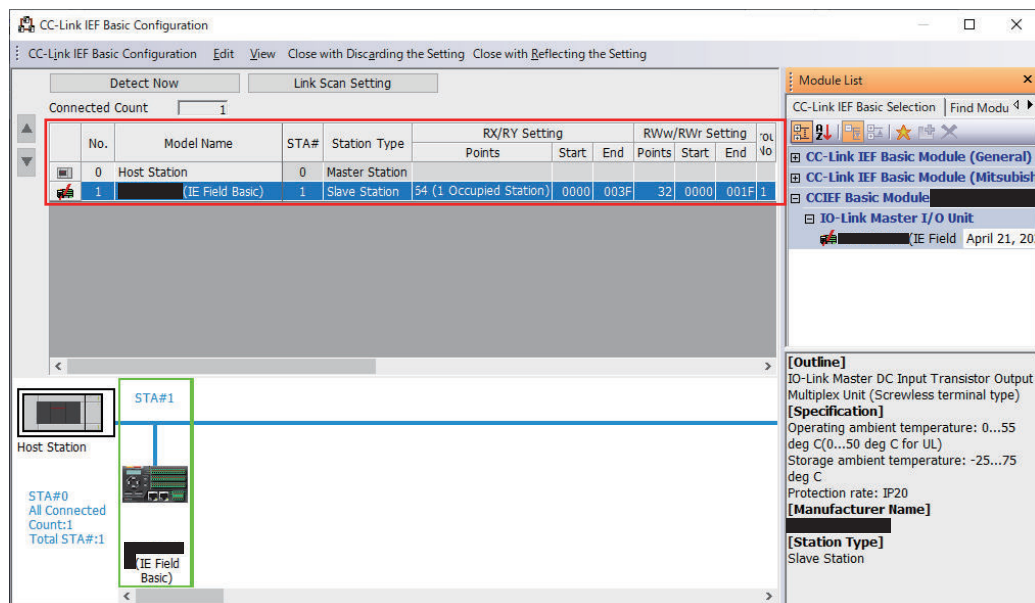 CC-Link IEF Basic Configuration
CC-Link IEF Basic Configuration Edit View Close with Discarding the Setting Close with Reflecting the Setting
Detect Now Link Scan Setting
Connected Count 1
No. Model Name STA# Station Type RX/RY Setting RWw/RWr Setting
Points Start End Points Start End
0 Host Station 0 Master Station
1 (IE Field Basic) 1 Slave Station 54 (1 Occupied Station) 0000 003F 32 0000 001F 1
STA#1
Host Station
STA#0
All Connected
Count:1
Total STA#:1
(IE Field
Basic)
Module List
CC-Link IEF Basic Selection Find Modu
CC-Link IEF Basic Module (General)
CC-Link IEF Basic Module (Mitsubish
CCIEF Basic Module
IO-Link Master I/O Unit
(IE Field April 21, 20
[Outline]
IO-Link Master DC Input Transistor Output
Multiplex Unit (Screwless terminal type)
[Specification]
Operating ambient temperature: 0...55
deg C(0...50 deg C for UL)
Storage ambient temperature: -25...75
deg C
Protection rate: IP20
[Manufacturer Name]
[Station Type]
Slave Station